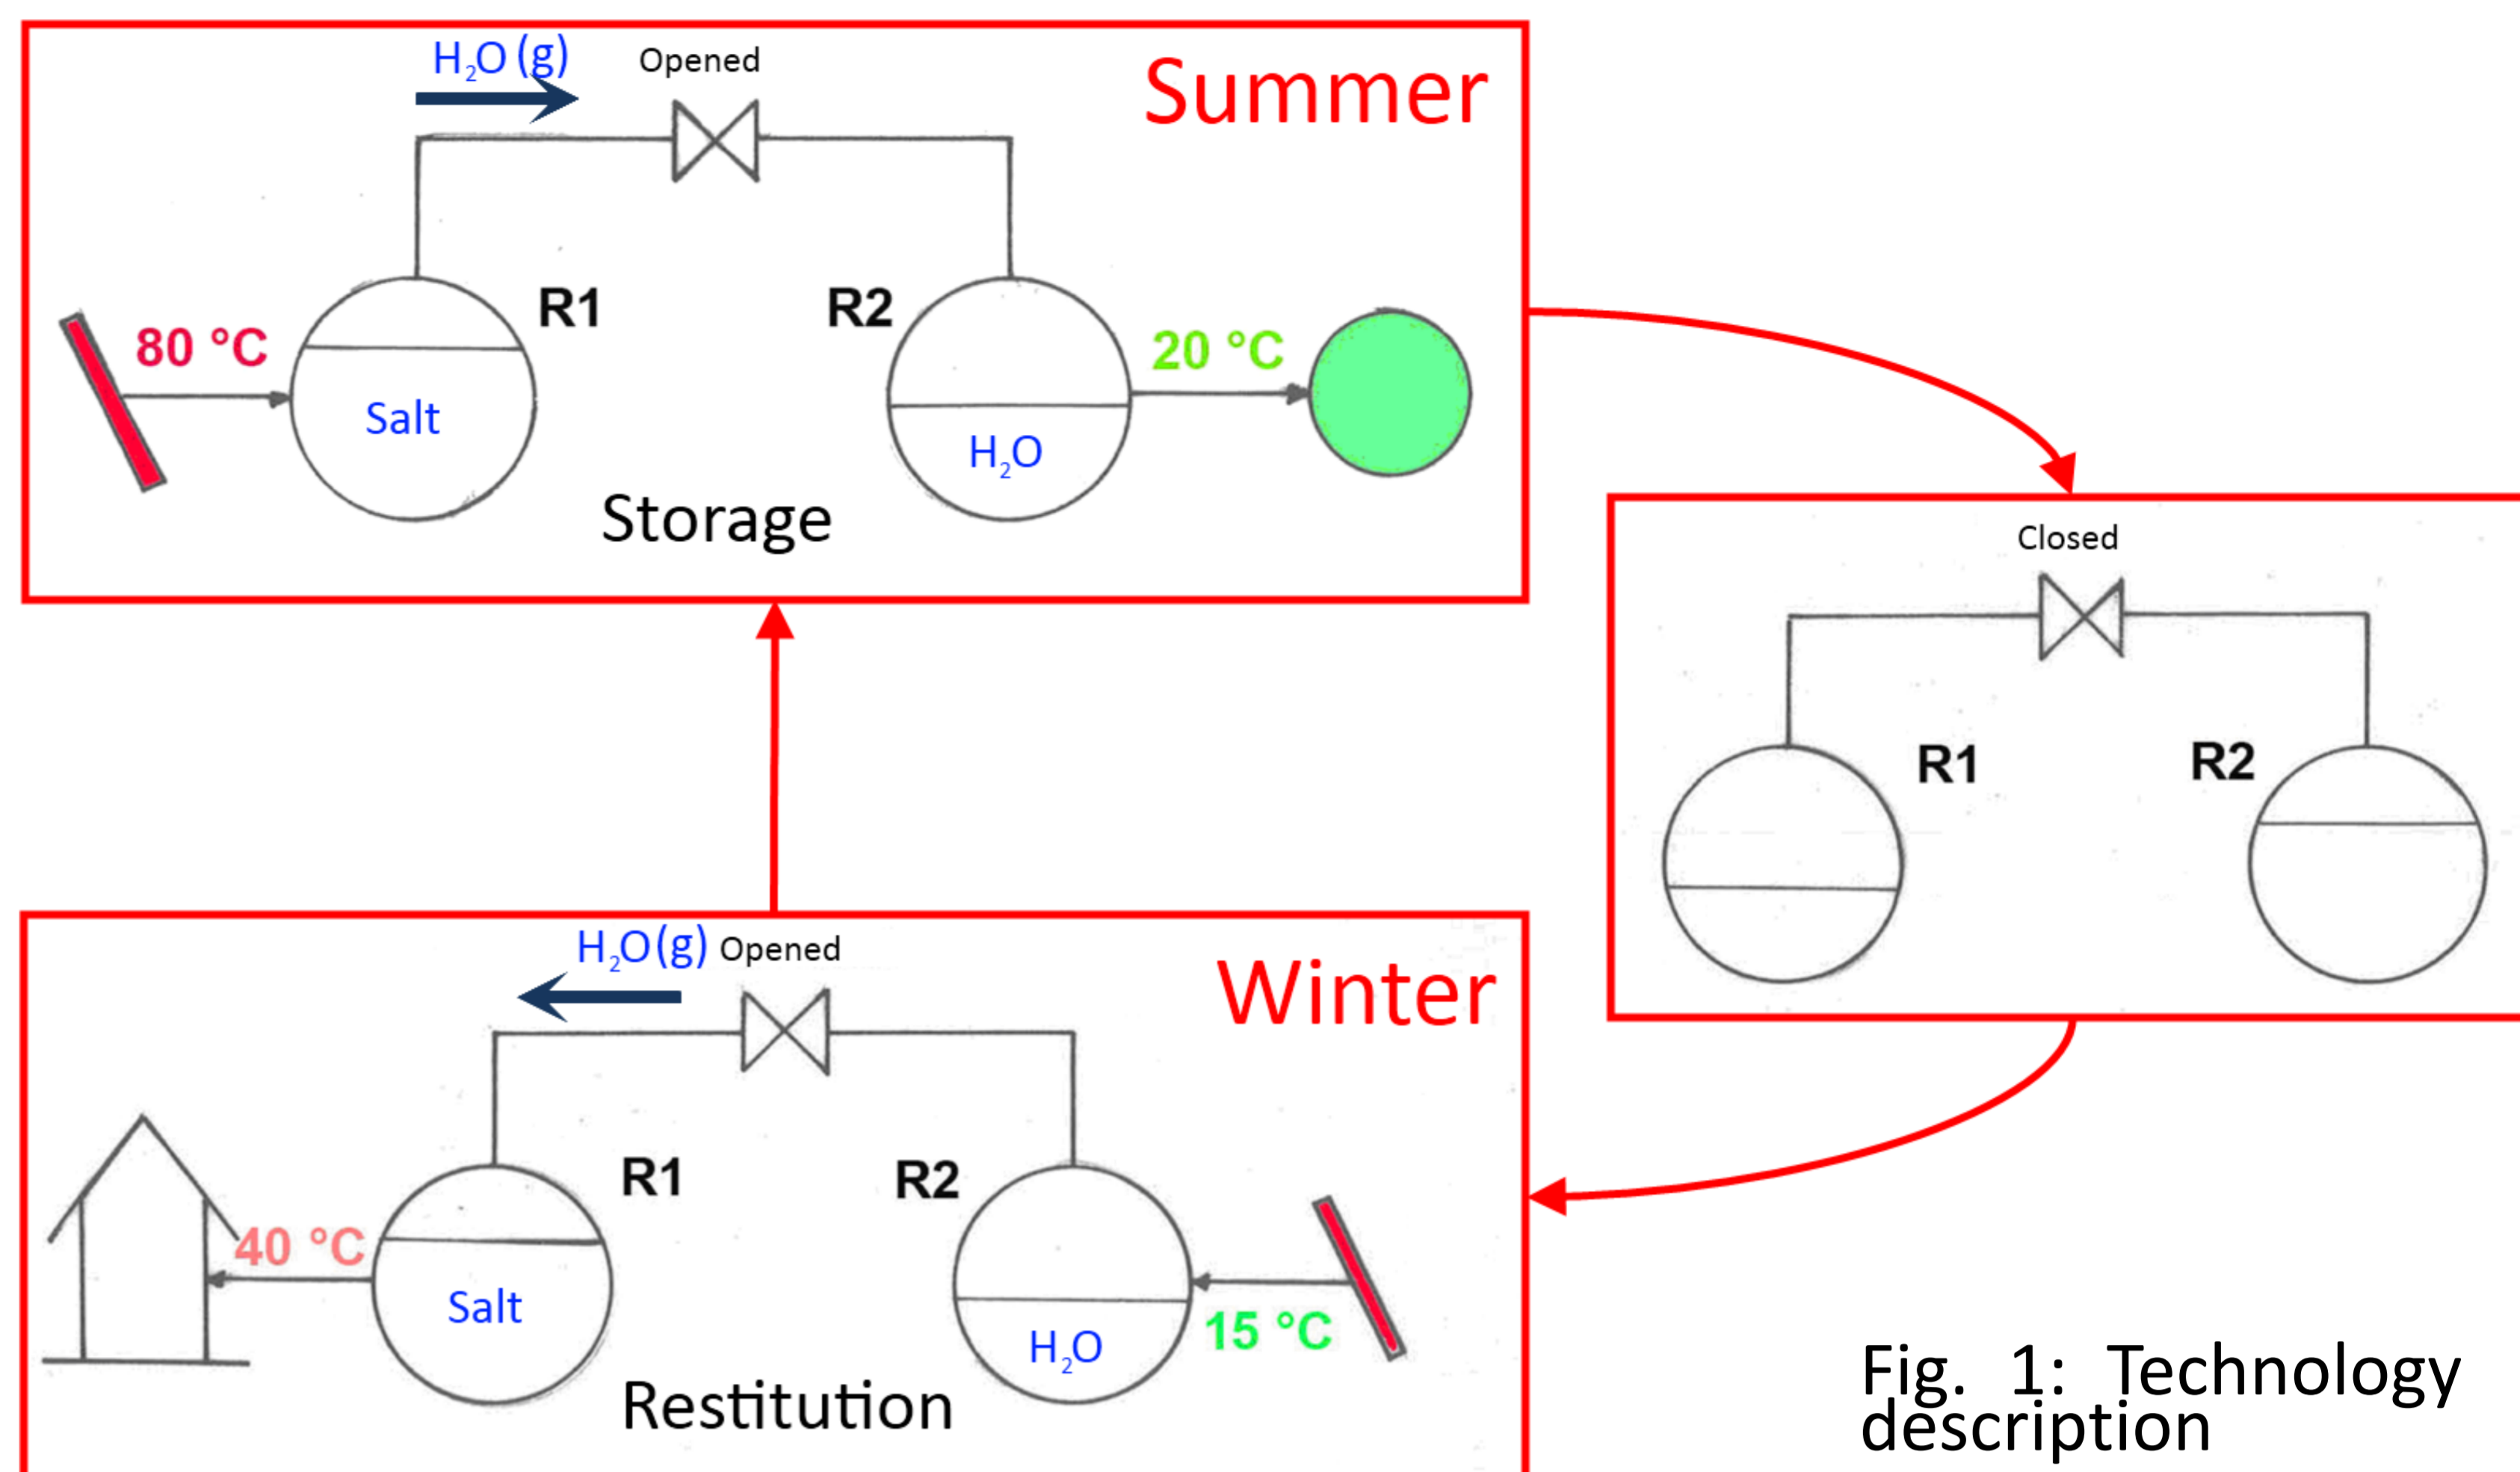 H₂O (g)
Opened
Summer
R1
R2
80 °C
20 °C
Salt
H₂O
Storage
Closed
R1
R2
H₂O(g) Opened
Winter
R1
R2
40 °C
Salt
15 °C
H₂O
Restitution
Fig. 1: Technology
description